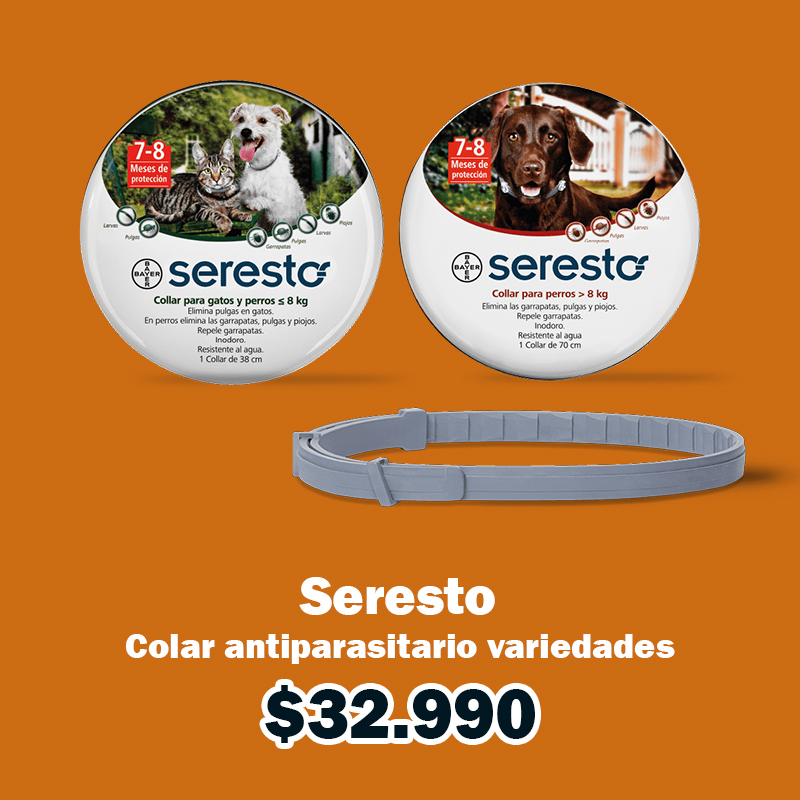 7-8
Meses de
protección
Larvas
Pulgas
Garrapatas
Pulgas
Larvas
Piojos
BAYER
BAYER
seresto
Collar para gatos y perros ≤ 8 kg
Elimina pulgas en gatos.
En perros elimina las garrapatas, pulgas y piojos.
Repele garrapatas.
Inodoro.
Resistente al agua.
1 Collar de 38 cm
7-8
Meses de
protección
Garrapatas
Pulgas
Larvas
Piojos
BAYER
BAYER
seresto
Collar para perros > 8 kg
Elimina las garrapatas, pulgas y piojos.
Repele garrapatas.
Inodoro.
Resistente al agua
1 Collar de 70 cm
Seresto
Colar antiparasitario variedades
$32.990